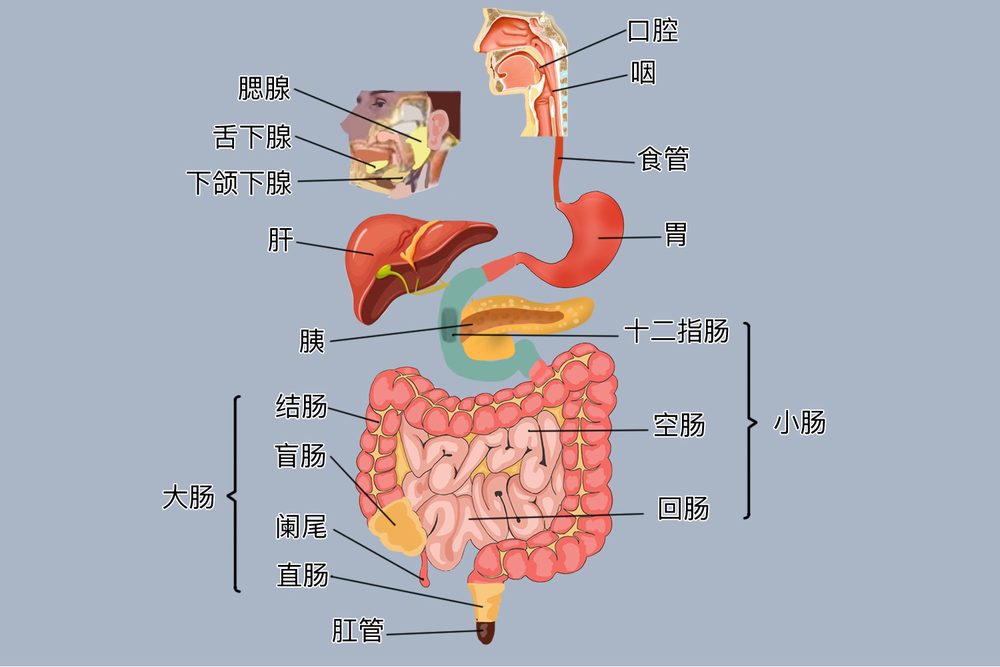 口腔
咽
腮腺
舌下腺
下颌下腺
食管
肝
胃
胰
十二指肠
结肠
盲肠
大肠
阑尾
直肠
肛管
空肠
小肠
回肠